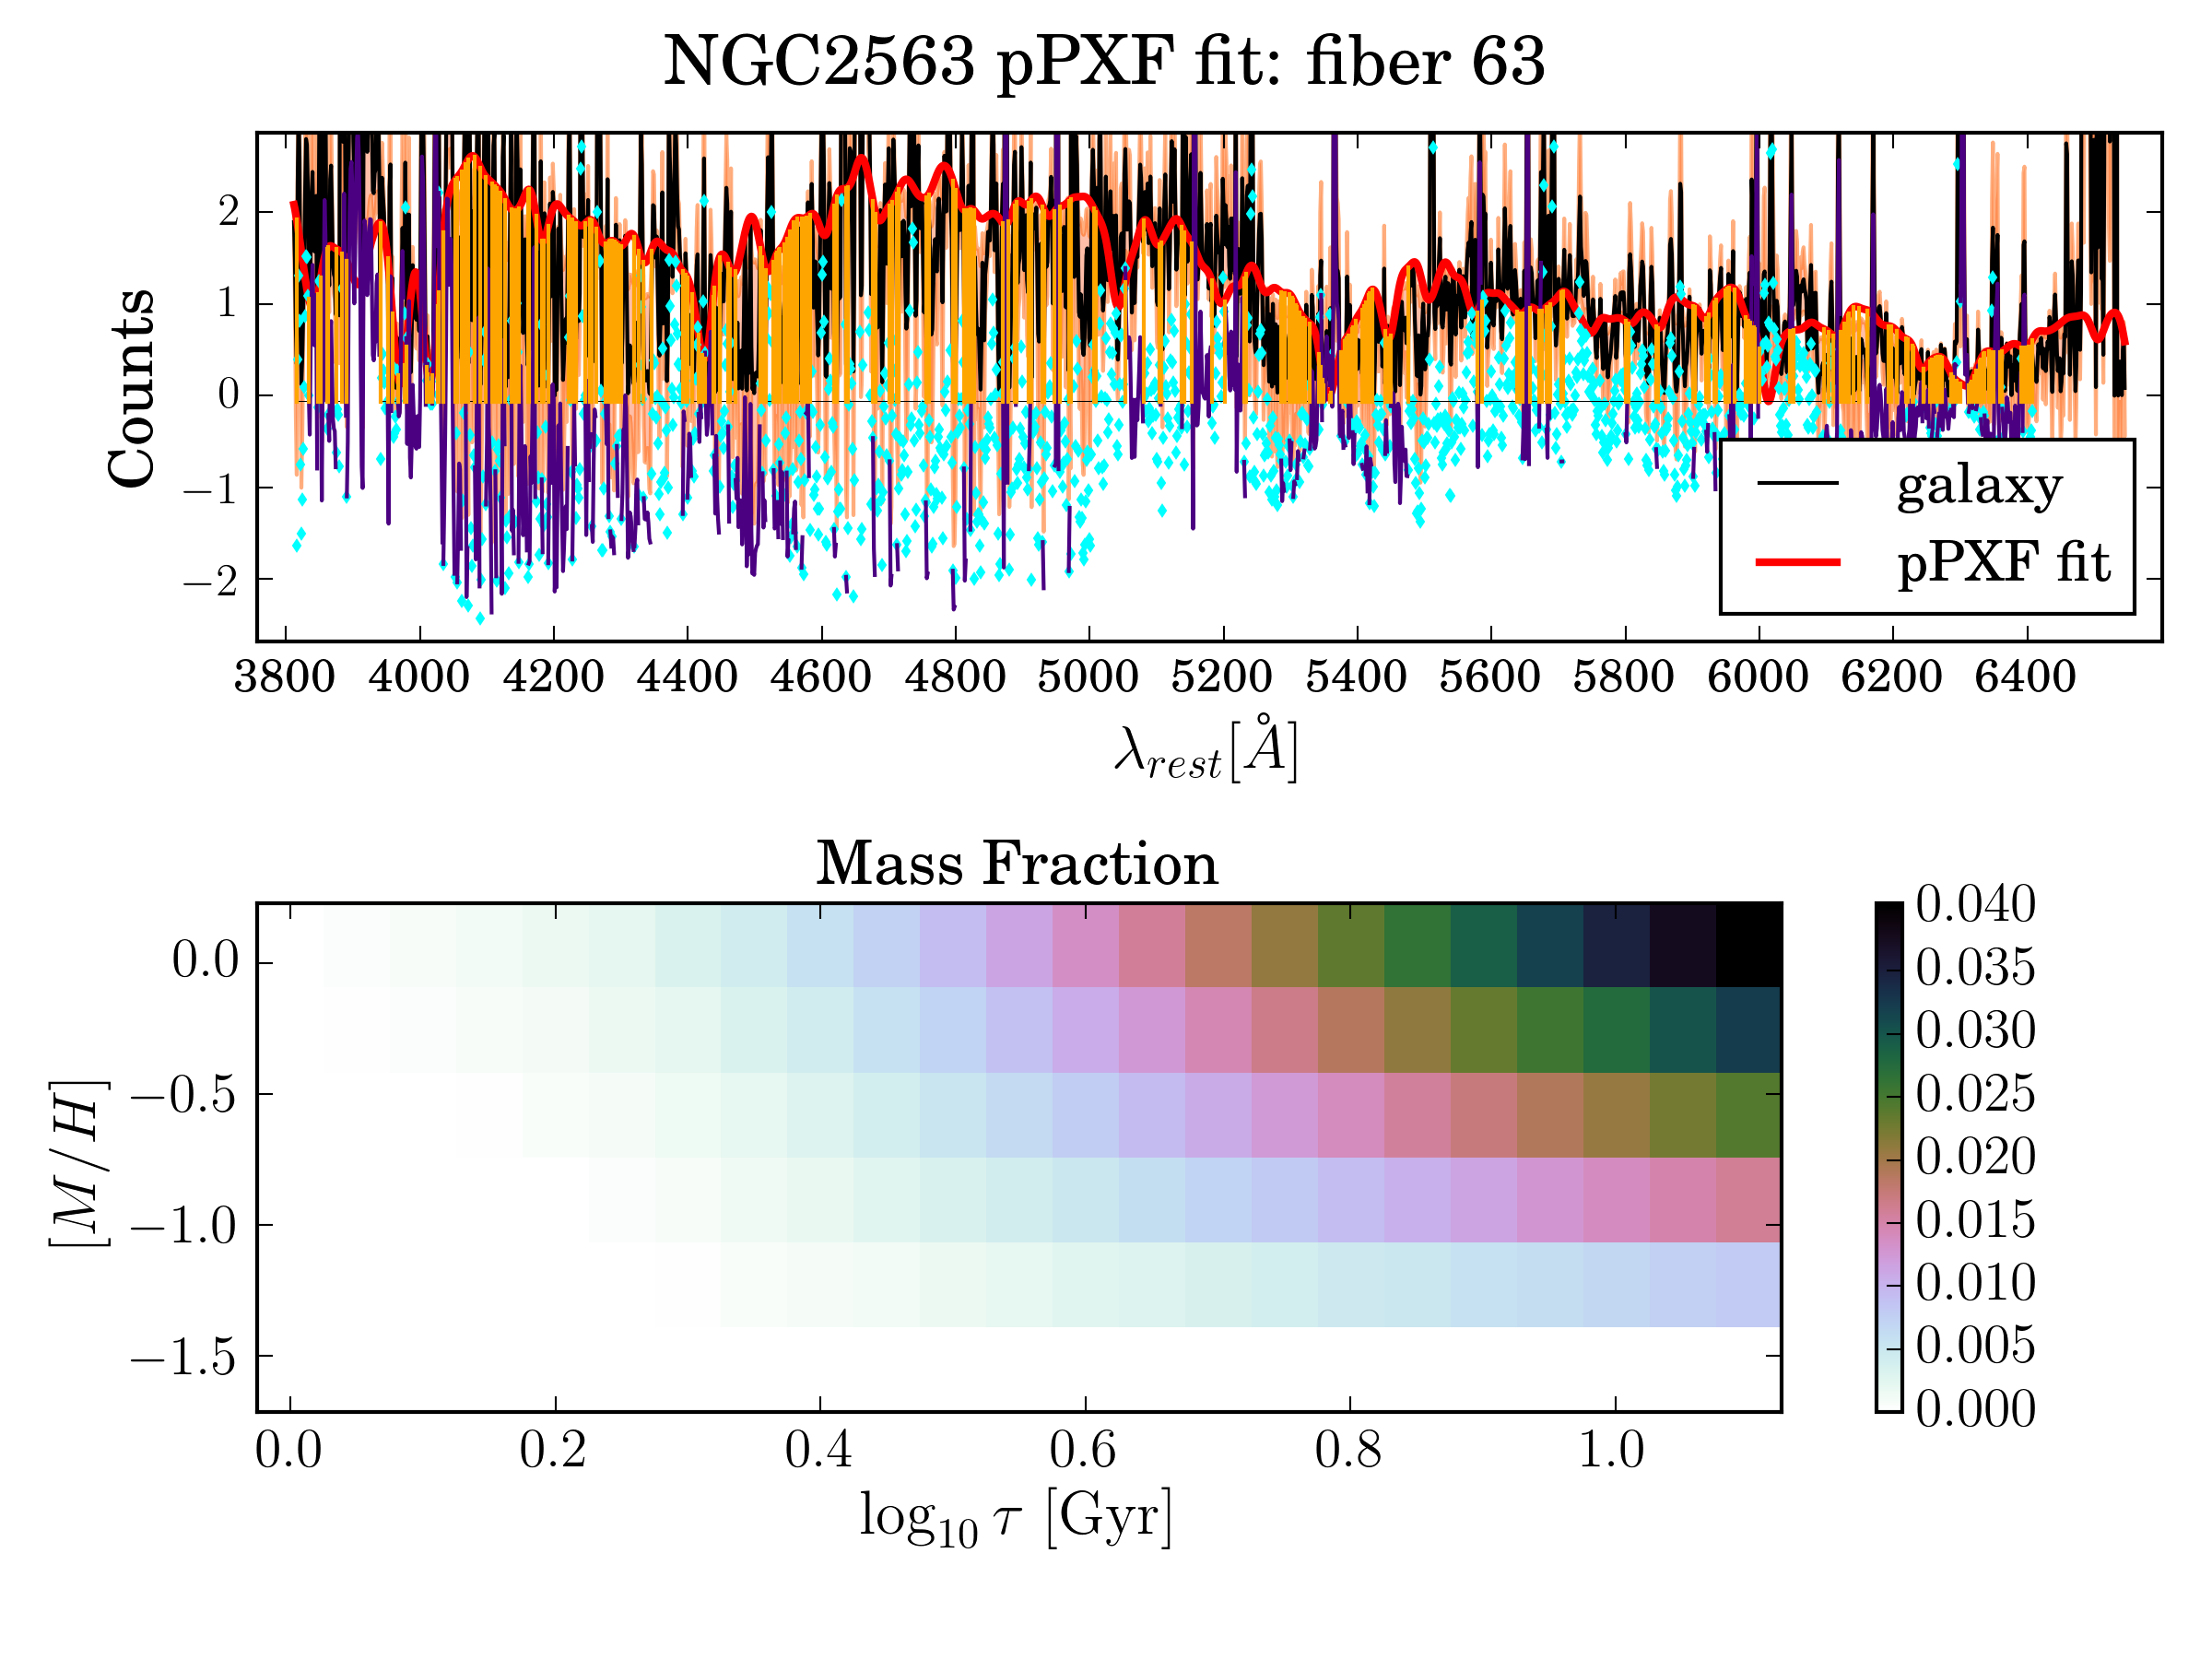 NGC2563 pPXF fit: fiber 63
Counts
2
1
0
−1
−2
galaxy
pPXF fit
3800 4000 4200 4400 4600 4800 5000 5200 5400 5600 5800 6000 6200 6400
λrest[Å]
Mass Fraction
[M/H]
0.0
−0.5
−1.0
−1.5
0.0 0.2 0.4 0.6 0.8 1.0
log10 τ [Gyr]
0.040
0.035
0.030
0.025
0.020
0.015
0.010
0.005
0.000